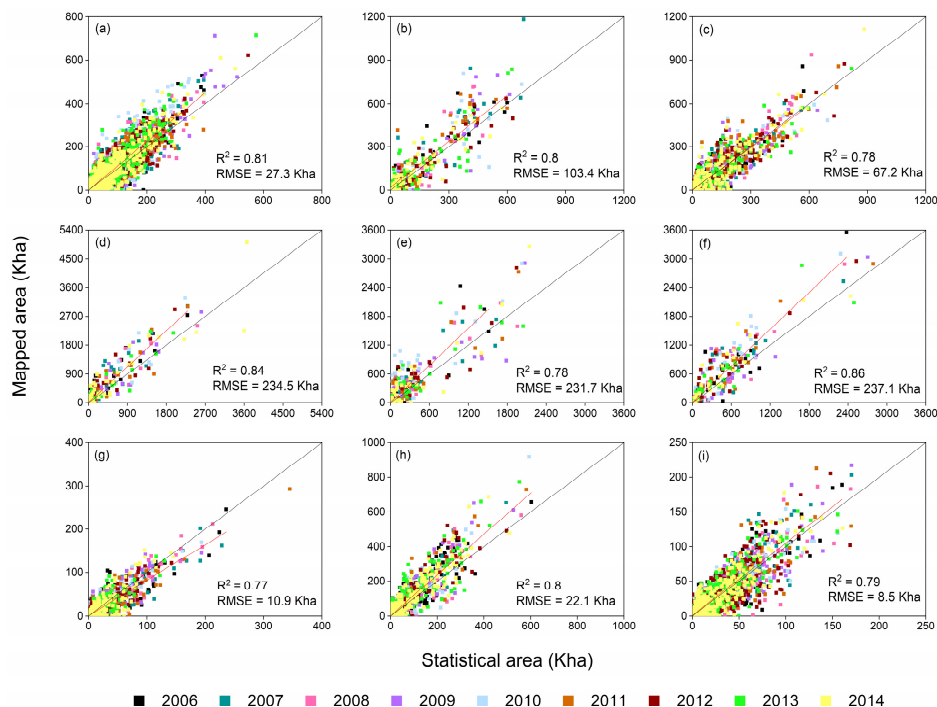 Mapped area (Kha)
(a)
R² = 0.81
RMSE = 27.3 Kha
800
600
400
200
0
0 200 400 600 800
(b)
R² = 0.8
RMSE = 103.4 Kha
1200
900
600
300
0
0 300 600 900 1200
(c)
R² = 0.78
RMSE = 67.2 Kha
1200
900
600
300
0
0 300 600 900 1200
(d)
R² = 0.84
RMSE = 234.5 Kha
5400
4500
3600
2700
1800
900
0
0 900 1800 2700 3600 4500 5400
(e)
R² = 0.78
RMSE = 231.7 Kha
3600
3000
2400
1800
1200
600
0
0 600 1200 1800 2400 3000 3600
(f)
R² = 0.86
RMSE = 237.1 Kha
3600
3000
2400
1800
1200
600
0
0 600 1200 1800 2400 3000 3600
(g)
R² = 0.77
RMSE = 10.9 Kha
400
300
200
100
0
0 100 200 300 400
(h)
R² = 0.8
RMSE = 22.1 Kha
1000
800
600
400
200
0
0 200 400 600 800 1000
(i)
R² = 0.79
RMSE = 8.5 Kha
250
200
150
100
50
0
0 50 100 150 200 250
Statistical area (Kha)
2006 2007 2008 2009 2010 2011 2012 2013 2014